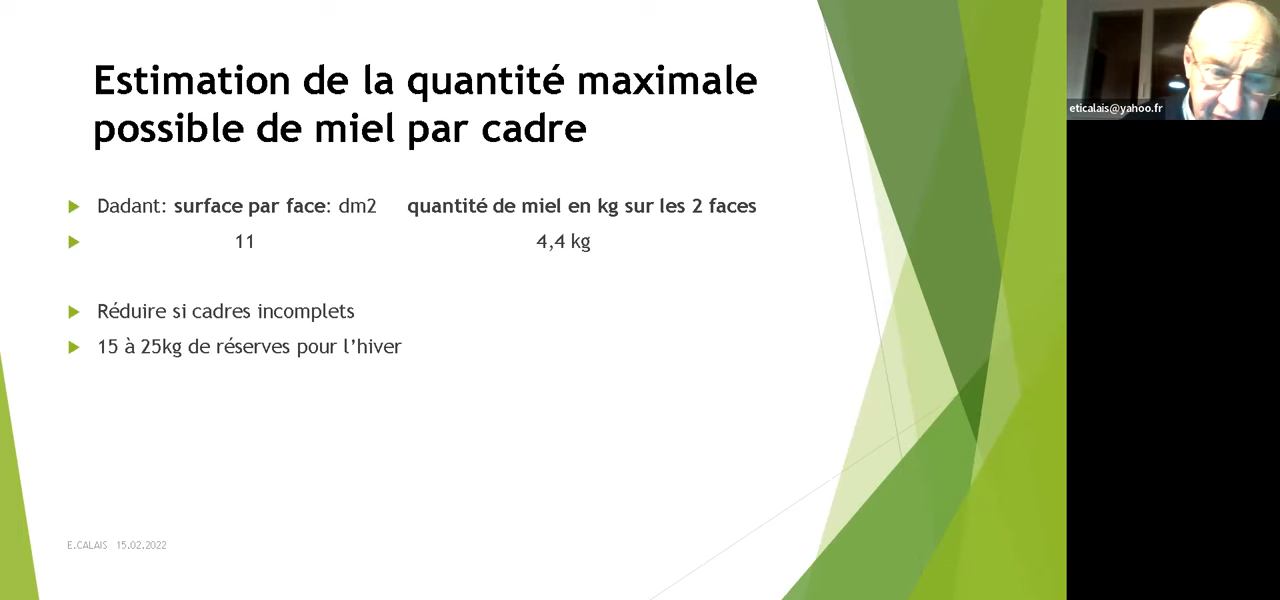 Estimation de la quantité maximale
possible de miel par cadre
Dadant: surface par face: dm2 quantité de miel en kg sur les 2 faces
11 4,4 kg
Réduire si cadres incomplets
15 à 25kg de réserves pour l’hiver
E.CALAIS 15.02.2022
eticalais@yahoo.fr